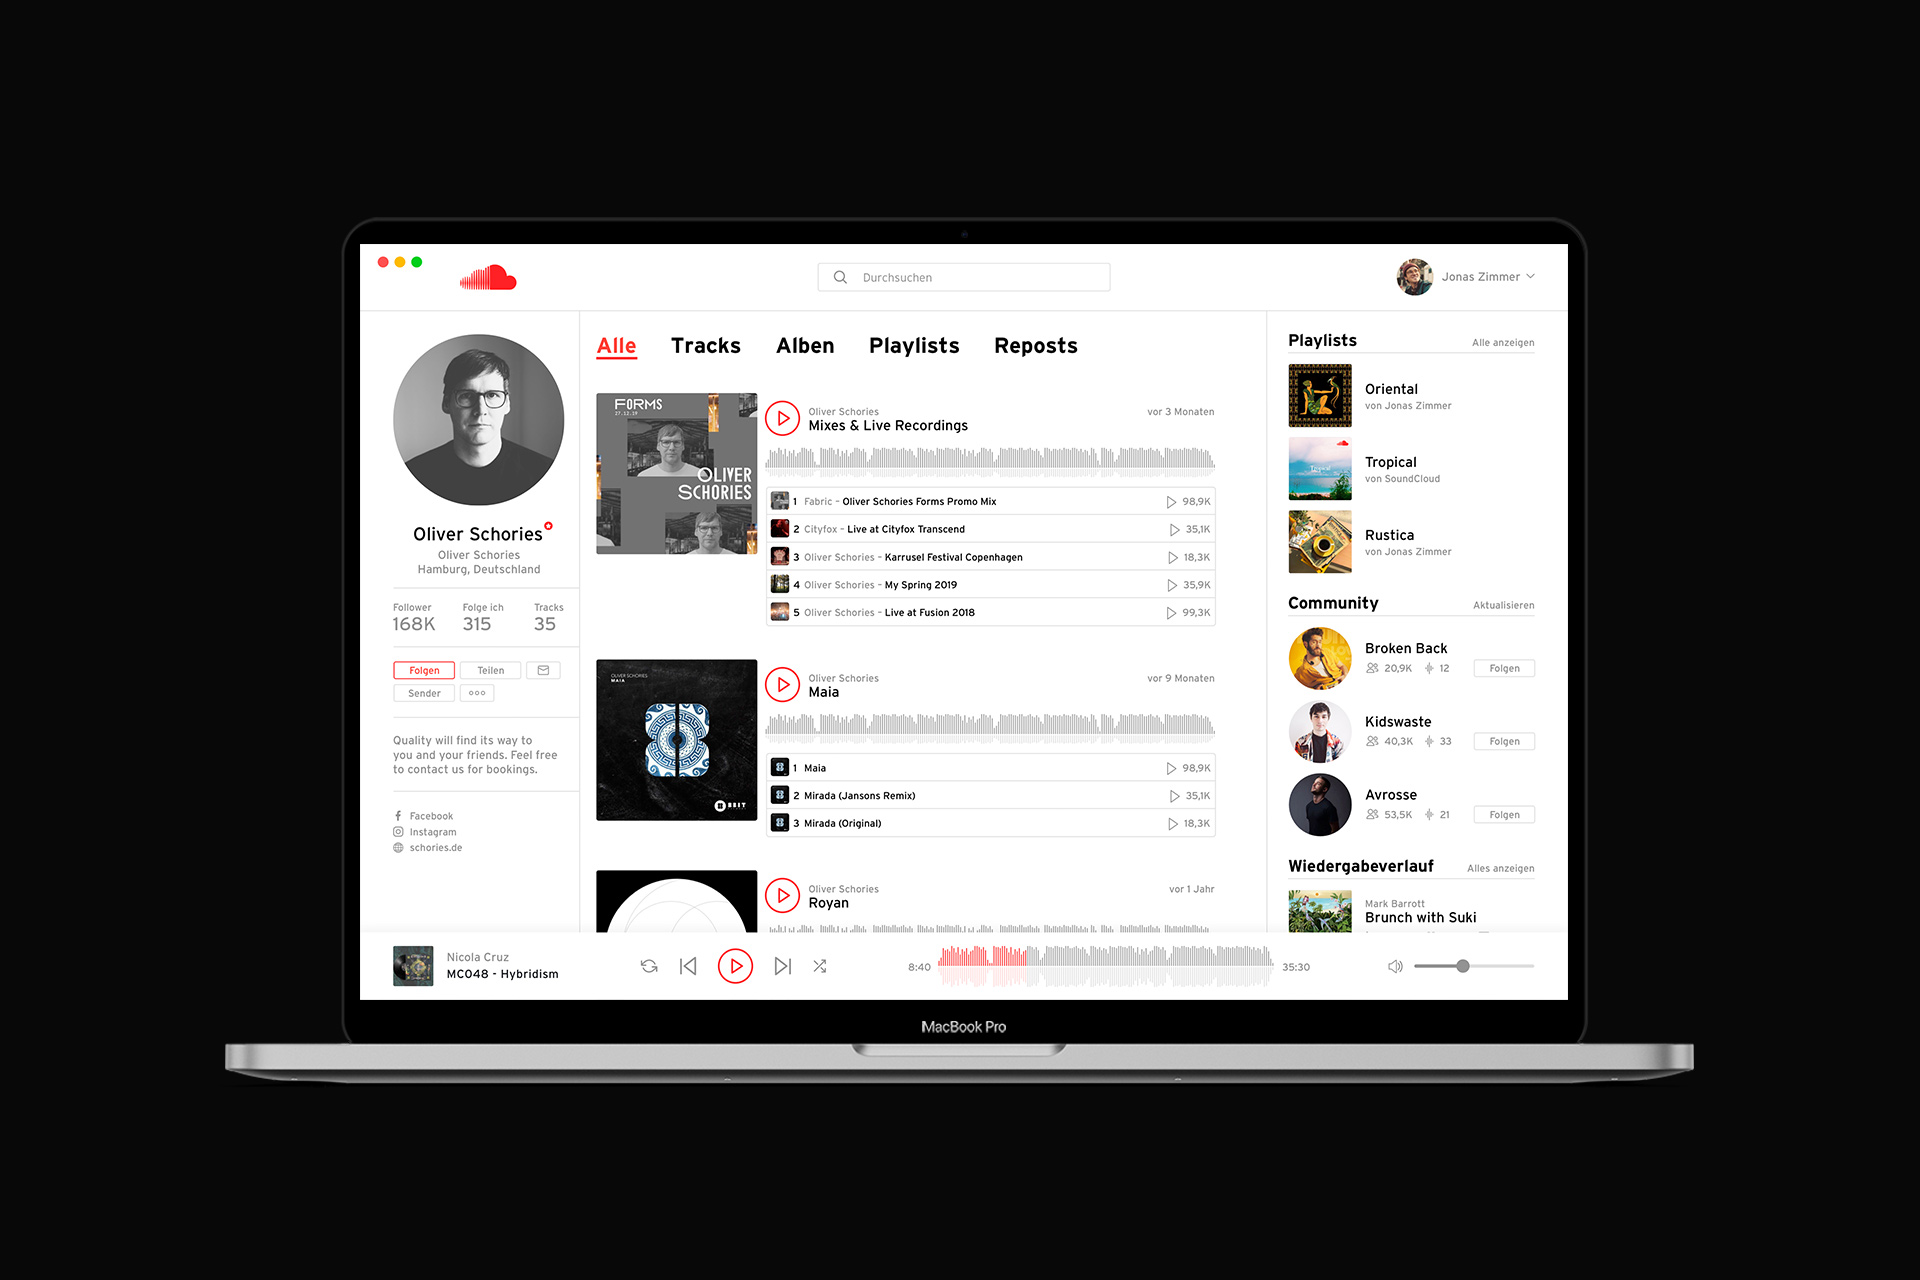 Durchsuchen
Jonas Zimmer
Oliver Schories
Oliver Schories
Hamburg, Deutschland
Follower
Folge ich
Tracks
168K
315
35
Folgen
Teilen
Sender
Quality will find its way to
you and your friends. Feel free
to contact us for bookings.
Facebook
Instagram
schories.de
Alle
Tracks
Alben
Playlists
Reposts
FORMS
27.12.19
OLIVER
SCHORIES
Oliver Schories
vor 3 Monaten
Mixes & Live Recordings
1 Fabric – Oliver Schories Forms Promo Mix 98,9K
2 Cityfox – Live at Cityfox Transcend 35,1K
3 Oliver Schories – Karrusel Festival Copenhagen 18,3K
4 Oliver Schories – My Spring 2019 35,9K
5 Oliver Schories – Live at Fusion 2018 99,3K
OLIVER SCHORIES
MAIA
8BIT
Oliver Schories
vor 9 Monaten
Maia
1 Maia 98,9K
2 Mirada (Jansons Remix) 35,1K
3 Mirada (Original) 18,3K
Oliver Schories
vor 1 Jahr
Royan
Playlists
Alle anzeigen
Oriental
von Jonas Zimmer
Tropical
Tropical
von SoundCloud
Rustica
von Jonas Zimmer
Community
Aktualisieren
Broken Back
20,9K 12
Folgen
Kidswaste
40,3K 33
Folgen
Avrosse
53,5K 21
Folgen
Wiedergabeverlauf
Alles anzeigen
Mark Barrott
Brunch with Suki
Nicola Cruz
MC048 - Hybridism
8:40
35:30
MacBook Pro